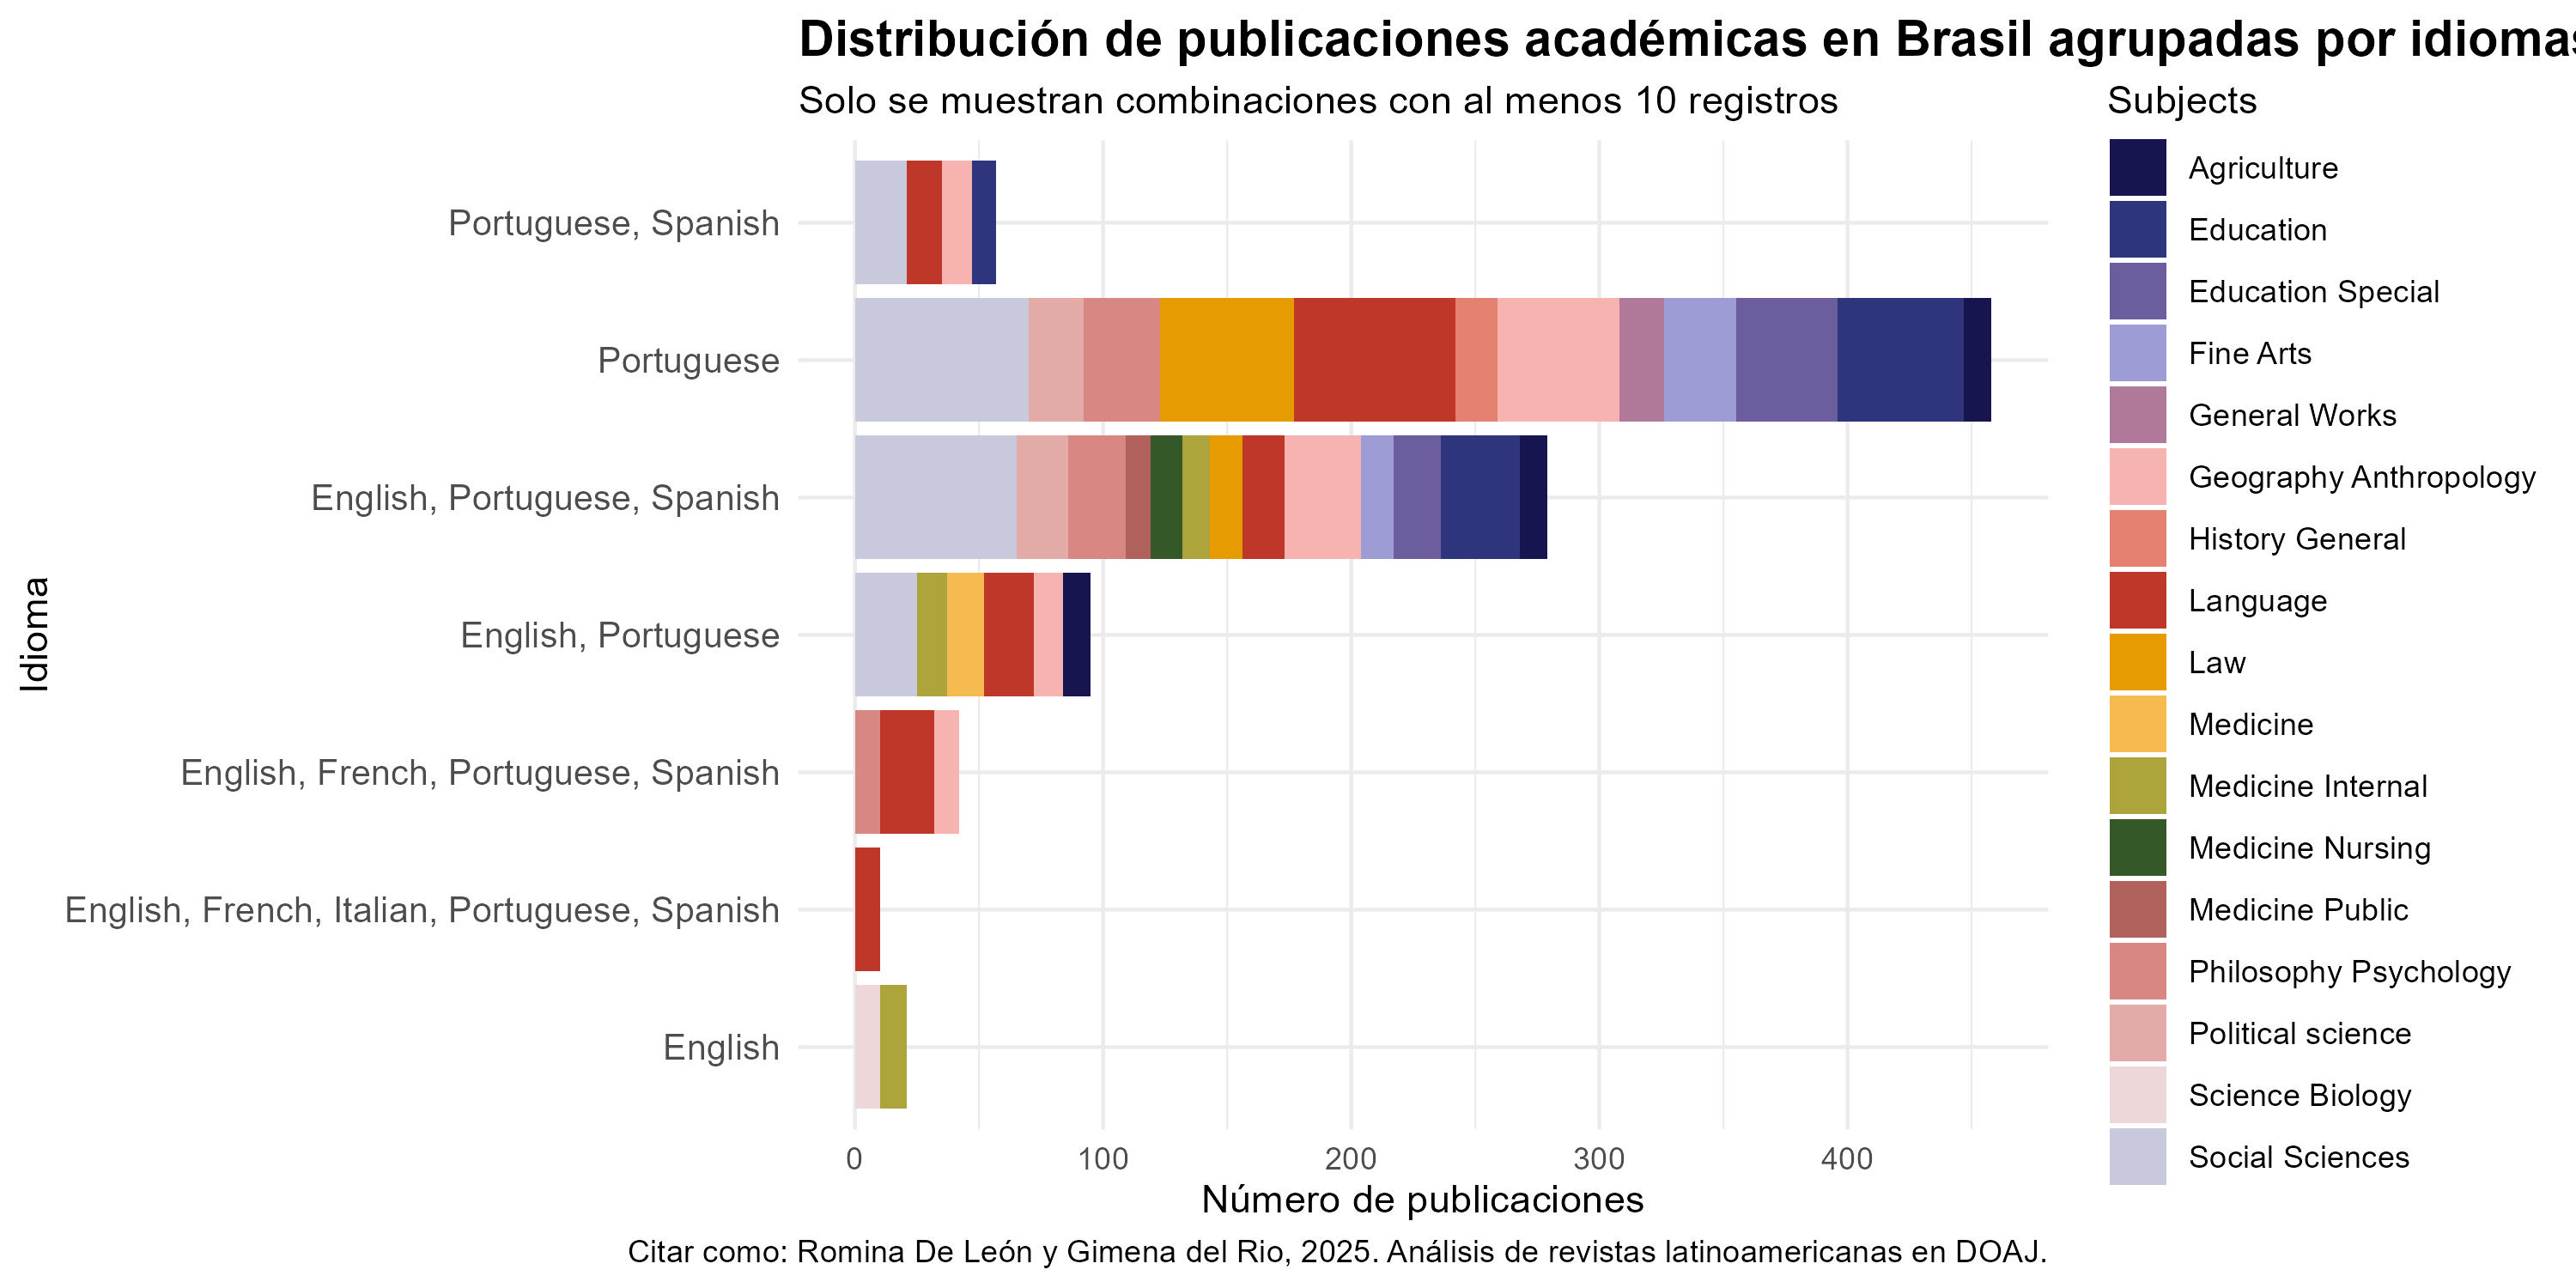 Distribución de publicaciones académicas en Brasil agrupadas por idiomas
Solo se muestran combinaciones con al menos 10 registros
Subjects
Agriculture
Education
Education Special
Fine Arts
General Works
Geography Anthropology
History General
Language
Law
Medicine
Medicine Internal
Medicine Nursing
Medicine Public
Philosophy Psychology
Political science
Science Biology
Social Sciences
Idioma
Portuguese, Spanish
Portuguese
English, Portuguese, Spanish
English, Portuguese
English, French, Portuguese, Spanish
English, French, Italian, Portuguese, Spanish
English
0 100 200 300 400
Número de publicaciones
Citar como: Romina De León y Gimena del Rio, 2025. Análisis de revistas latinoamericanas en DOAJ.